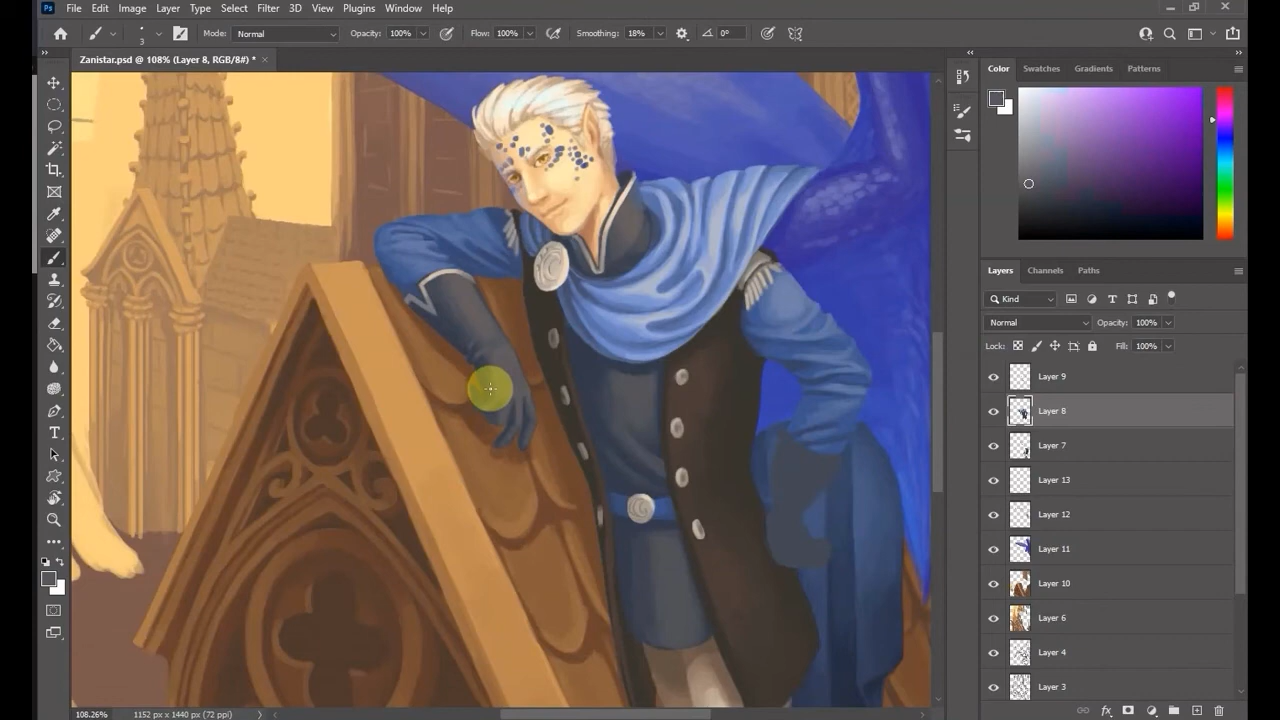 Ps File Edit Image Layer Type Select Filter 3D View Plugins Window Help
3 Mode: Normal Opacity: 100% Flow: 100% Smoothing: 18% 0°
Zanistar.psd @ 108% (Layer 8, RGB/8#) *
Color Swatches Gradients Patterns
Layers Channels Paths
Kind
Normal Opacity: 100%
Lock: Fill: 100%
Layer 9
Layer 8
Layer 7
Layer 13
Layer 12
Layer 11
Layer 10
Layer 6
Layer 4
Layer 3
108.26% 1152 px x 1440 px (72 ppi)